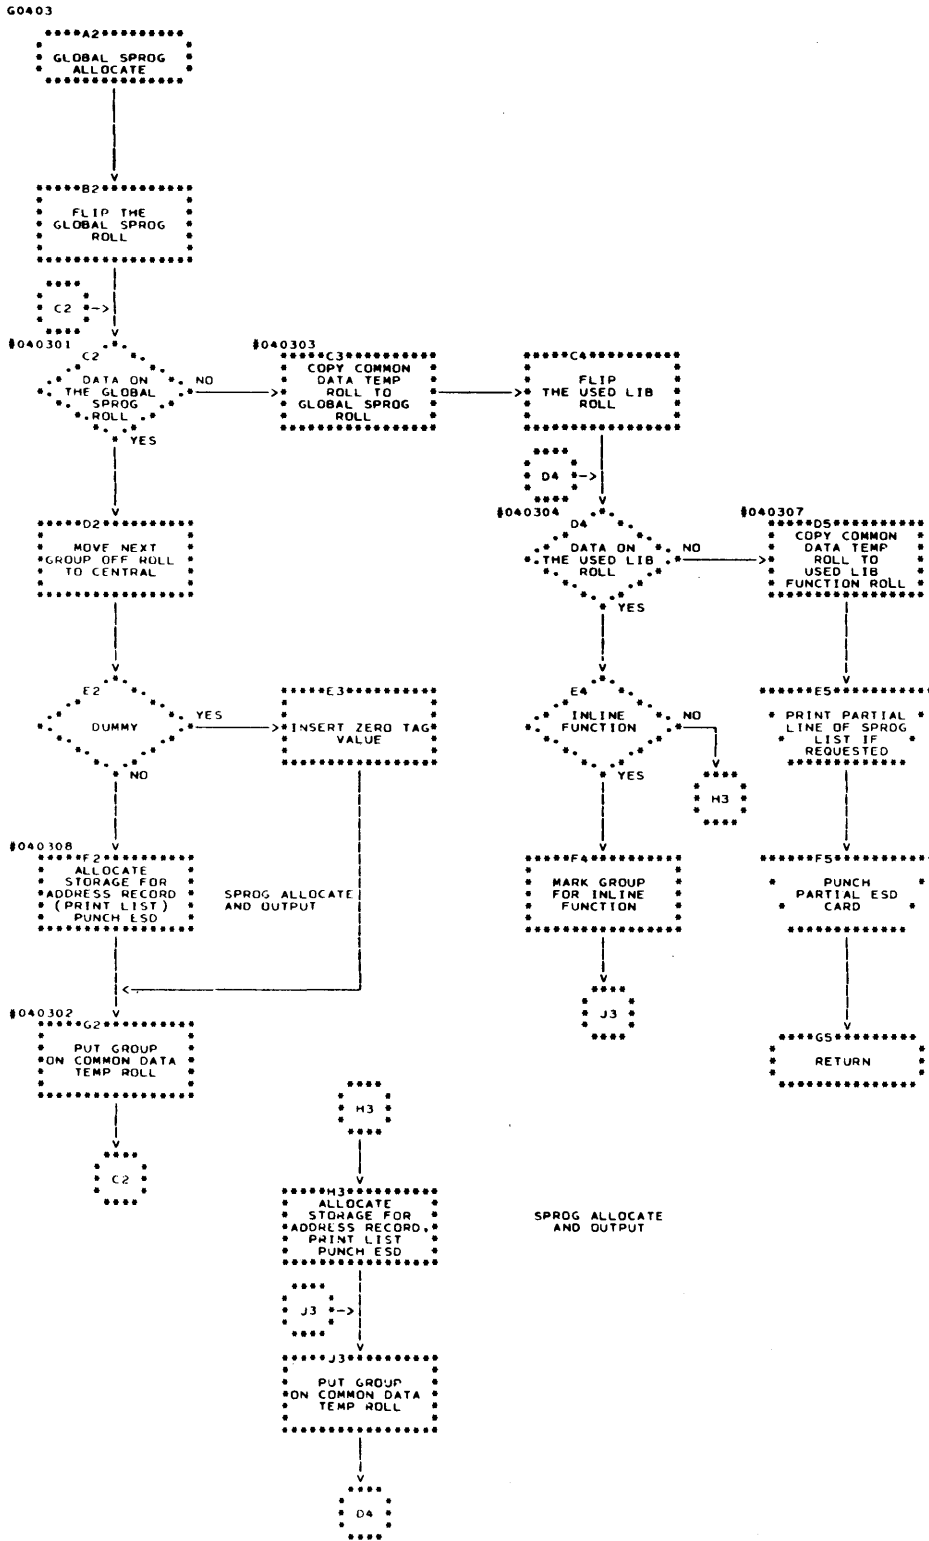 G0403
A2
GLOBAL SPROG
ALLOCATE
B2
FLIP THE
GLOBAL SPROG
ROLL
C2
#040301
C2
DATA ON
THE GLOBAL
SPROG
ROLL
NO
YES
#040303
C3
COPY COMMON
DATA TEMP
ROLL TO
GLOBAL SPROG
ROLL
C4
FLIP
THE USED LIB
ROLL
D4
#040304
D4
DATA ON
THE USED LIB
ROLL
NO
YES
#040307
D5
COPY COMMON
DATA TEMP
ROLL TO
USED LIB
FUNCTION ROLL
D2
MOVE NEXT
GROUP OFF ROLL
TO CENTRAL
E2
DUMMY
YES
NO
E3
INSERT ZERO TAG
VALUE
E4
INLINE
FUNCTION
NO
YES
H3
E5
PRINT PARTIAL
LINE OF SPROG
LIST IF
REQUESTED
#040308
F2
ALLOCATE
STORAGE FOR
ADDRESS RECORD
(PRINT LIST)
PUNCH ESD
SPROG ALLOCATE
AND OUTPUT
F4
MARK GROUP
FOR INLINE
FUNCTION
J3
F5
PUNCH
PARTIAL ESD
CARD
#040302
G2
PUT GROUP
ON COMMON DATA
TEMP ROLL
C2
G5
RETURN
H3
H3
ALLOCATE
STORAGE FOR
ADDRESS RECORD,
PRINT LIST
PUNCH ESD
SPROG ALLOCATE
AND OUTPUT
J3
J3
PUT GROUP
ON COMMON DATA
TEMP ROLL
D4